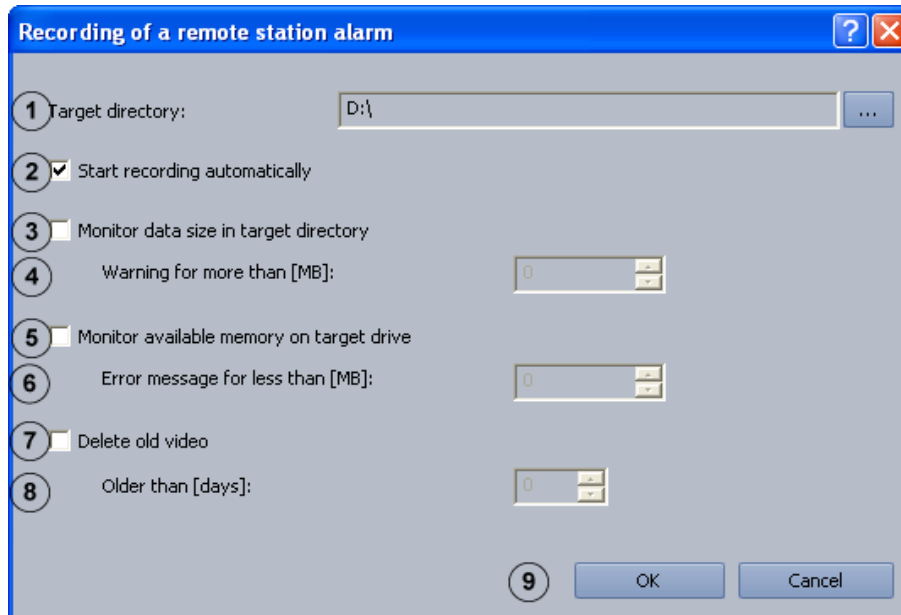 Recording of a remote station alarm ?
1 Target directory: D:\ ...
2 Start recording automatically
3 Monitor data size in target directory
4 Warning for more than [MB]: 0
5 Monitor available memory on target drive
6 Error message for less than [MB]: 0
7 Delete old video
8 Older than [days]: 0
9 OK Cancel